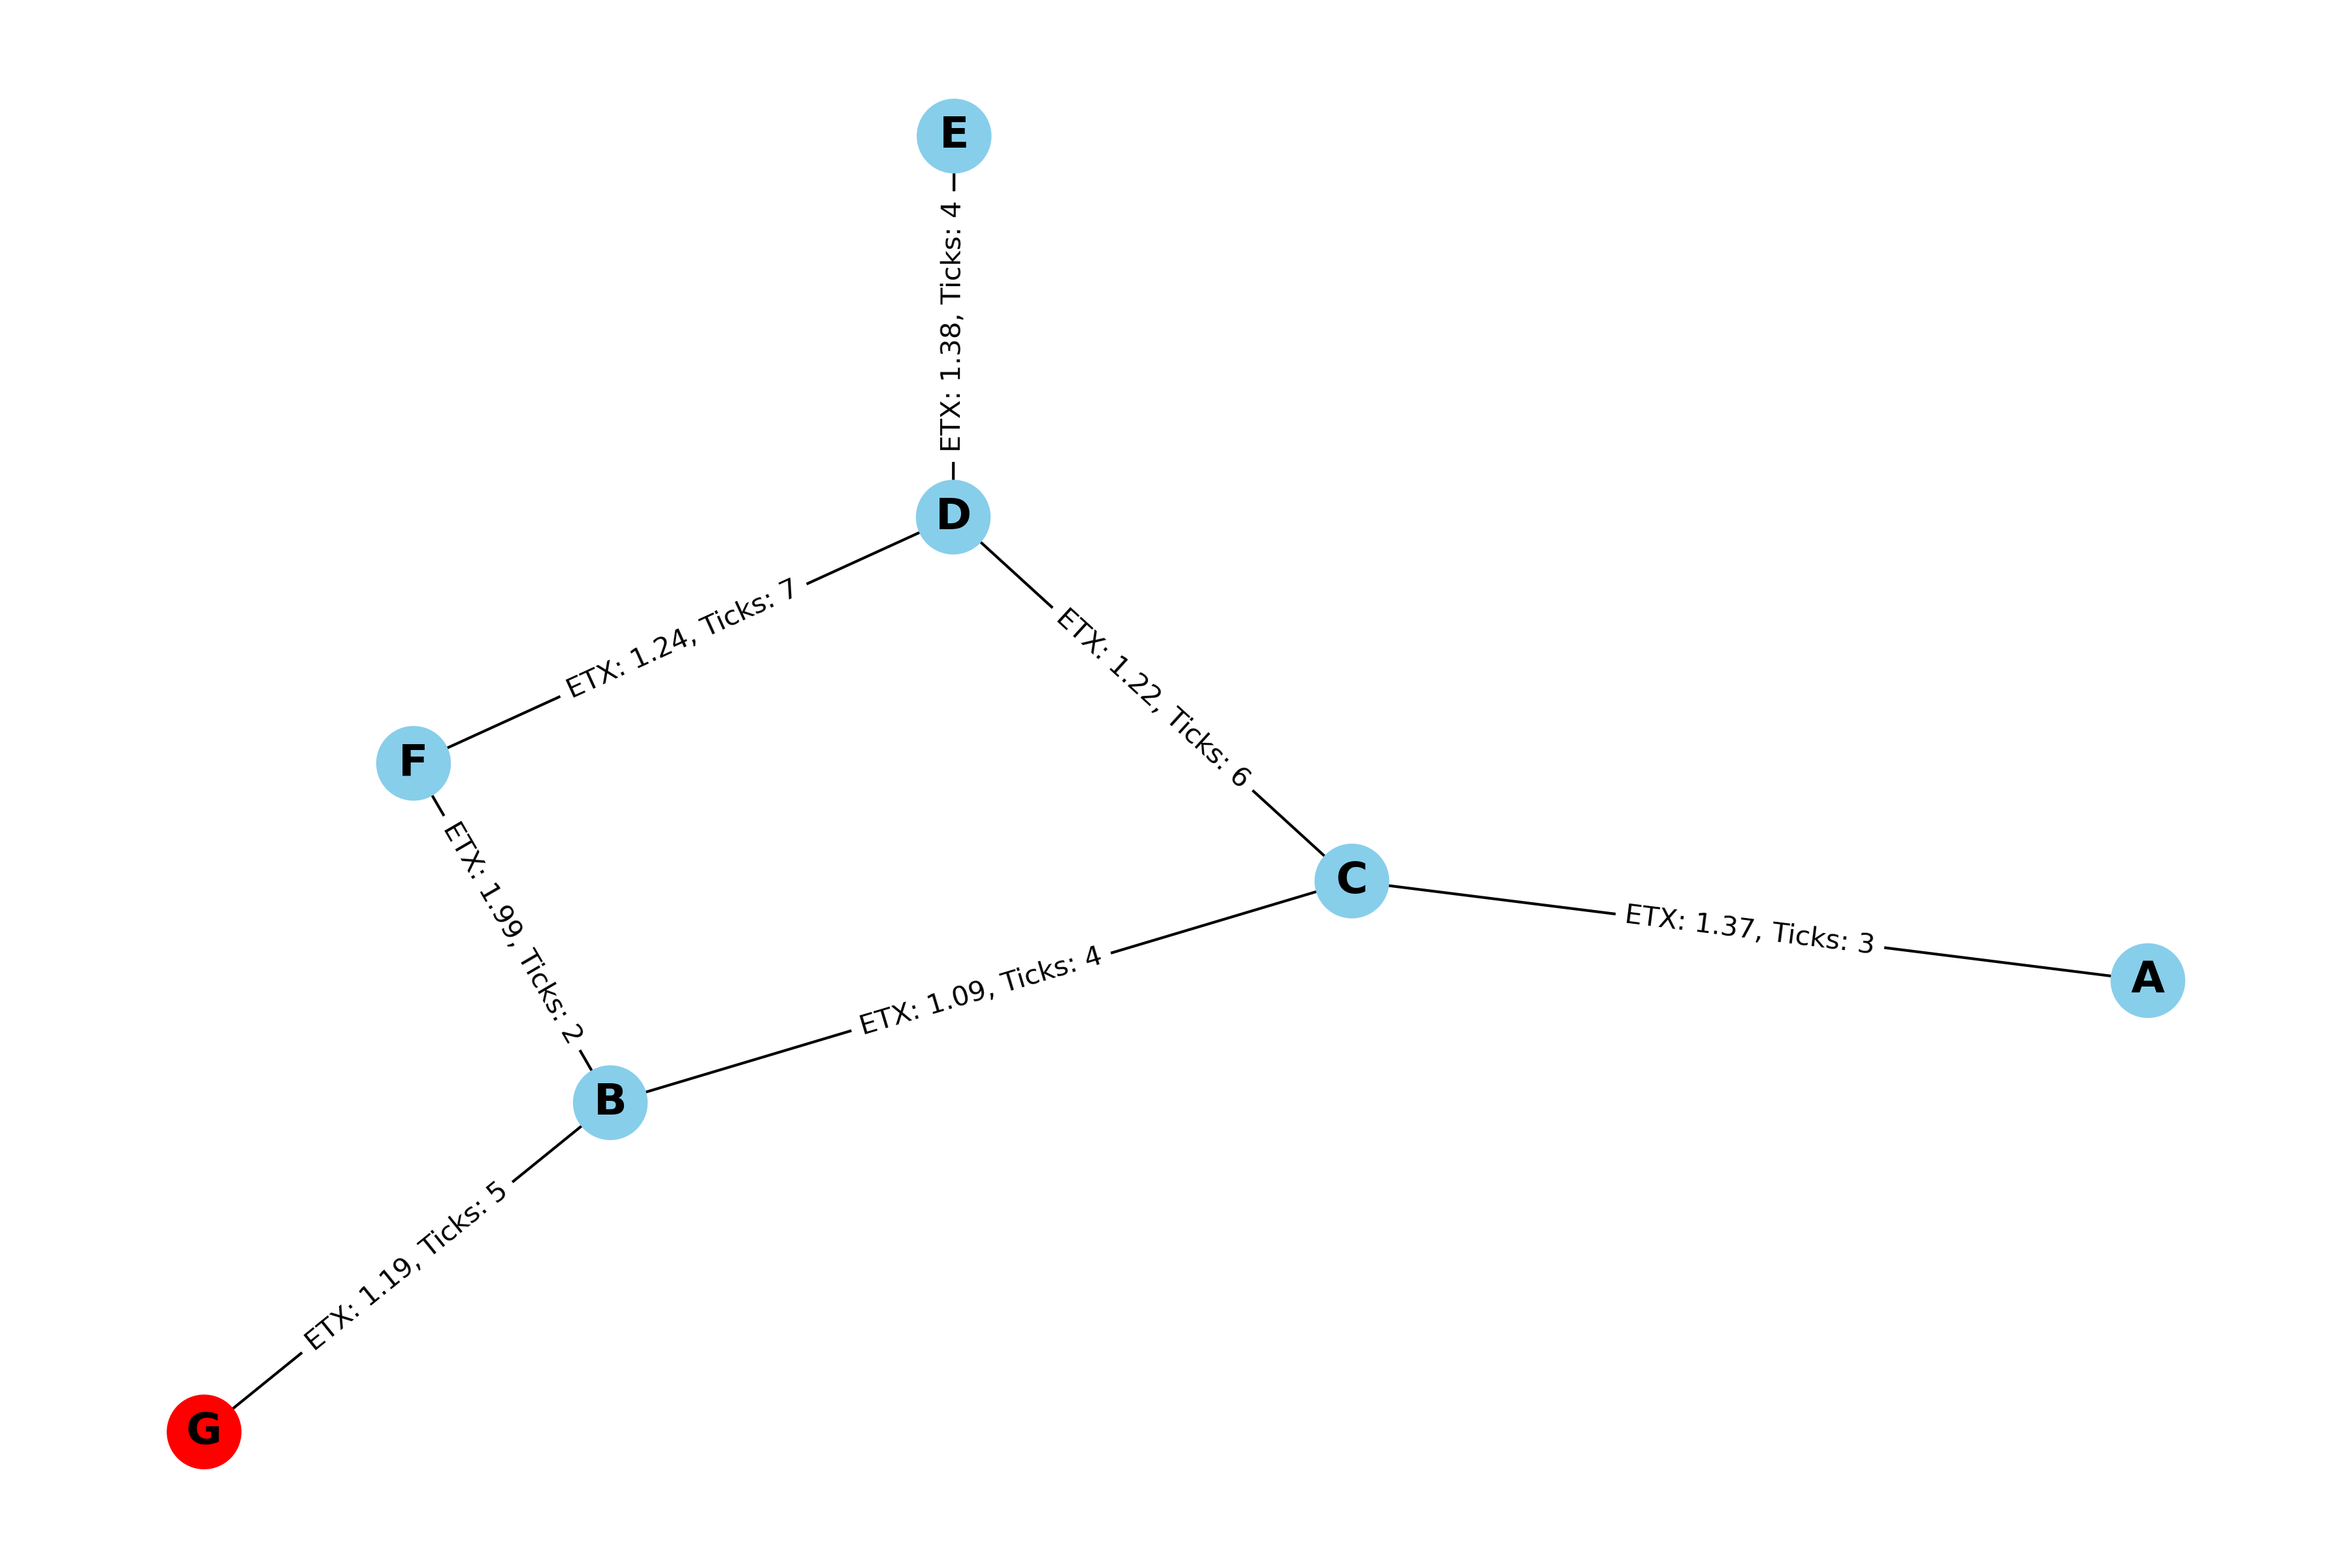 E
ETX: 1.38, Ticks: 4
D
ETX: 1.24, Ticks: 7
ETX: 1.22, Ticks: 6
F
C
ETX: 1.99, Ticks: 2
ETX: 1.37, Ticks: 3
ETX: 1.09, Ticks: 4
A
B
ETX: 1.19, Ticks: 5
G